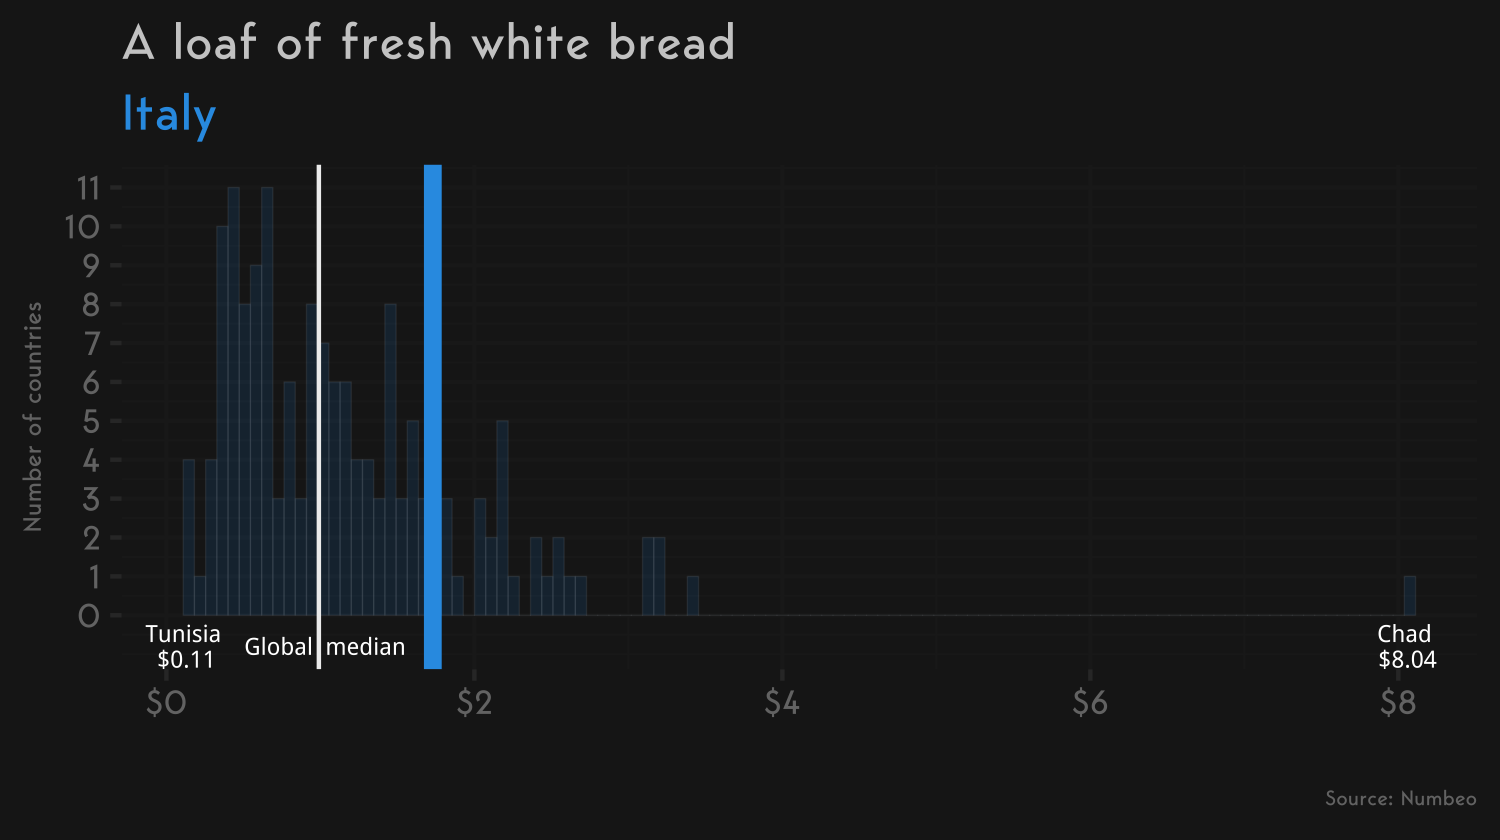 A loaf of fresh white bread
Italy
Number of countries
11
10
9
8
7
6
5
4
3
2
1
0
Tunisia
$0.11
Global median
Chad
$8.04
$0 $2 $4 $6 $8
Source: Numbeo